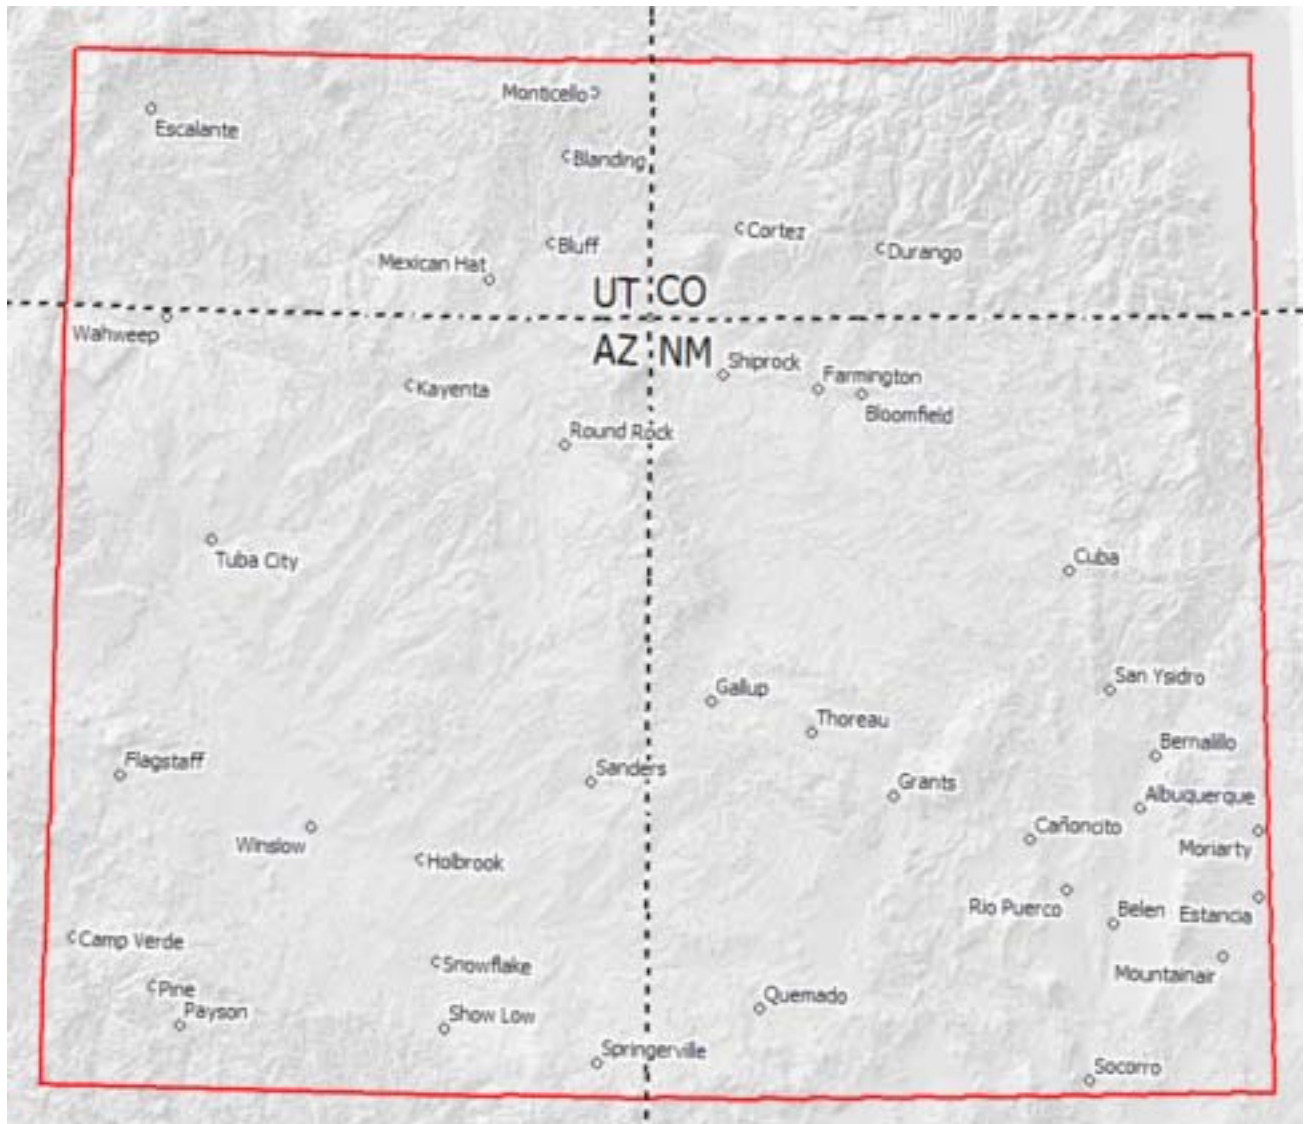 Monticello
Escalante
Blanding
Cortez
Bluff
Durango
Mexican Hat
UT CO
Wahweep
AZ NM
Shiprock
Farmington
Kayenta
Bloomfield
Round Rock
Tuba City
Cuba
San Ysidro
Gallup
Thoreau
Bernalillo
Flagstaff
Sanders
Grants
Albuquerque
Cañoncito
Winslow
Moriarty
Holbrook
Rio Puerco
Belen
Estancia
Camp Verde
Snowflake
Mountainair
Pine
Quemado
Payson
Show Low
Springerville
Socorro